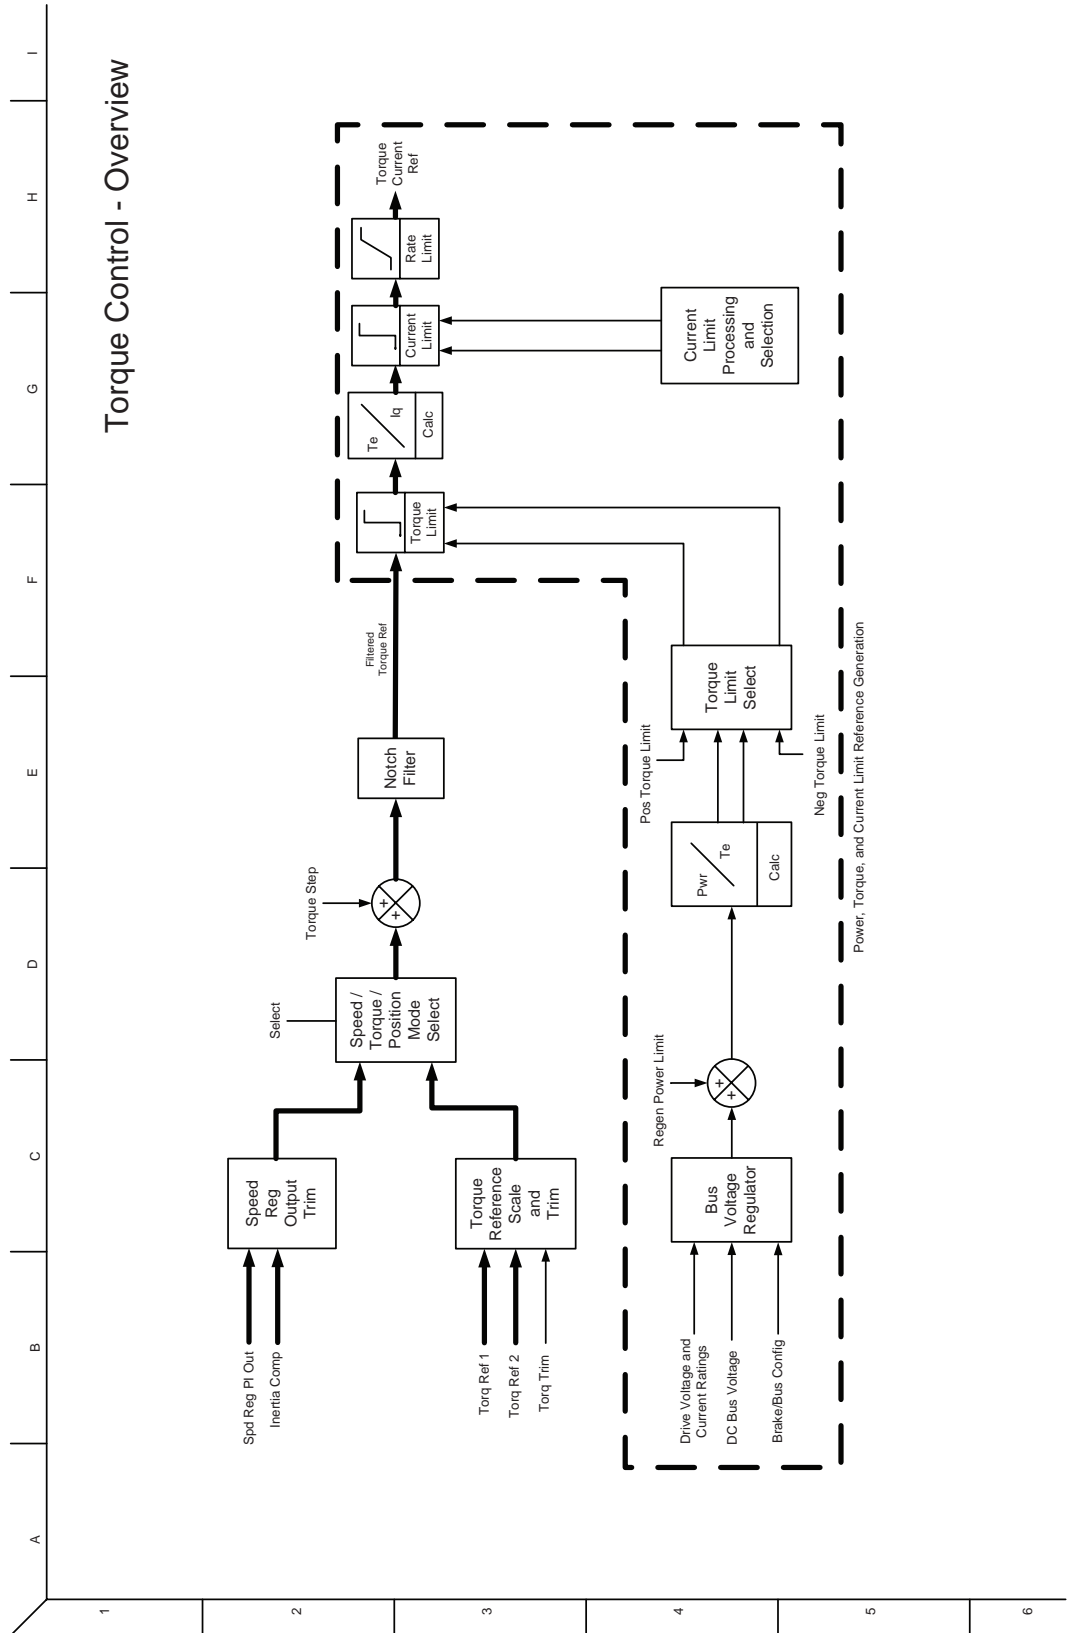 Torque Control - Overview
A
B
C
D
E
F
G
H
I
1
2
3
4
5
6
Spd Reg PI Out
Inertia Comp
Speed
Reg
Output
Trim
Torq Ref 1
Torq Ref 2
Torq Trim
Torque
Reference
Scale
and
Trim
Select
Speed /
Torque /
Position
Mode
Select
Torque Step
+
+
Notch
Filter
Filtered
Torque Ref
Torque
Limit
Te
Iq
Calc
Current
Limit
Rate
Limit
Torque
Current
Ref
Current
Limit
Processing
and
Selection
Drive Voltage and
Current Ratings
DC Bus Voltage
Brake/Bus Config
Bus
Voltage
Regulator
Regen Power Limit
+
+
Pwr
Te
Calc
Pos Torque Limit
Neg Torque Limit
Torque
Limit
Select
Power, Torque, and Current Limit Reference Generation